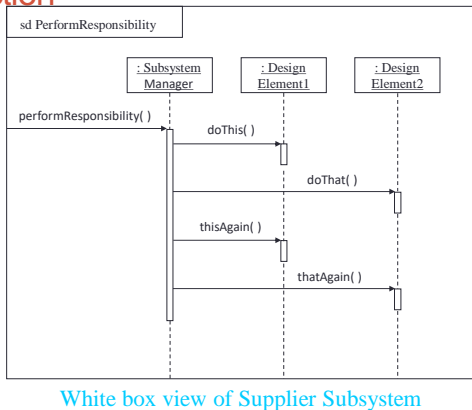 sd PerformResponsibility
: Subsystem
Manager
: Design
Element1
: Design
Element2
performResponsibility( )
doThis( )
doThat( )
thisAgain( )
thatAgain( )
White box view of Supplier Subsystem